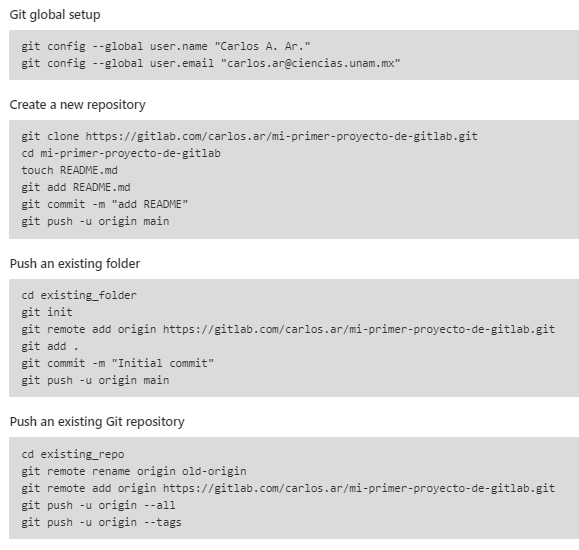 Git global setup
git config --global user.name "Carlos A. Ar."
git config --global user.email "carlos.ar@ciencias.unam.mx"
Create a new repository
git clone https://gitlab.com/carlos.ar/mi-primer-proyecto-de-gitlab.git
cd mi-primer-proyecto-de-gitlab
touch README.md
git add README.md
git commit -m "add README"
git push -u origin main
Push an existing folder
cd existing_folder
git init
git remote add origin https://gitlab.com/carlos.ar/mi-primer-proyecto-de-gitlab.git
git add .
git commit -m "Initial commit"
git push -u origin main
Push an existing Git repository
cd existing_repo
git remote rename origin old-origin
git remote add origin https://gitlab.com/carlos.ar/mi-primer-proyecto-de-gitlab.git
git push -u origin --all
git push -u origin --tags